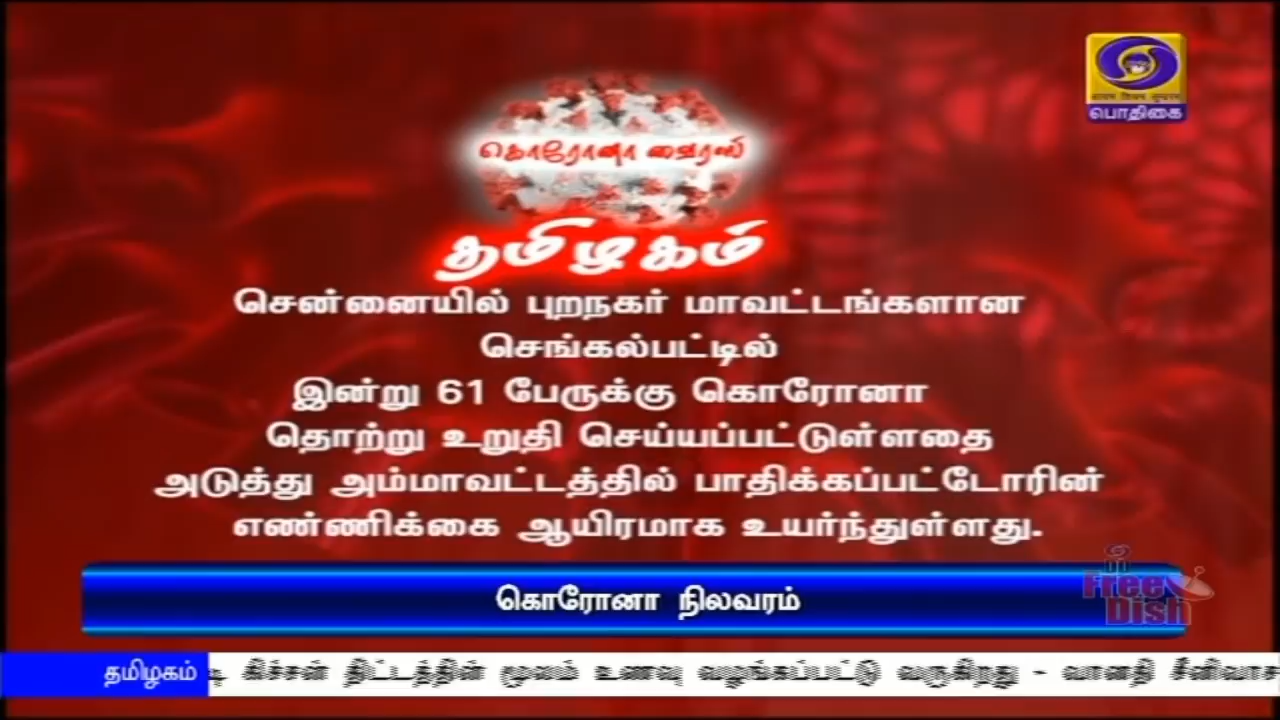 பொதிகை
கொரோனா வைரஸ்
தமிழகம்
சென்னையில் புறநகர் மாவட்டங்களான
செங்கல்பட்டில்
இன்று 61 பேருக்கு கொரோனா
தொற்று உறுதி செய்யப்பட்டுள்ளதை
அடுத்து அம்மாவட்டத்தில் பாதிக்கப்பட்டோரின்
எண்ணிக்கை ஆயிரமாக உயர்ந்துள்ளது.
கொரோனா நிலவரம்
Free
Dish
தமிழகம் டி கிச்சன் திட்டத்தின் மூலம் உணவு வழங்கப்பட்டு வருகிறது - வானதி சீனிவாச